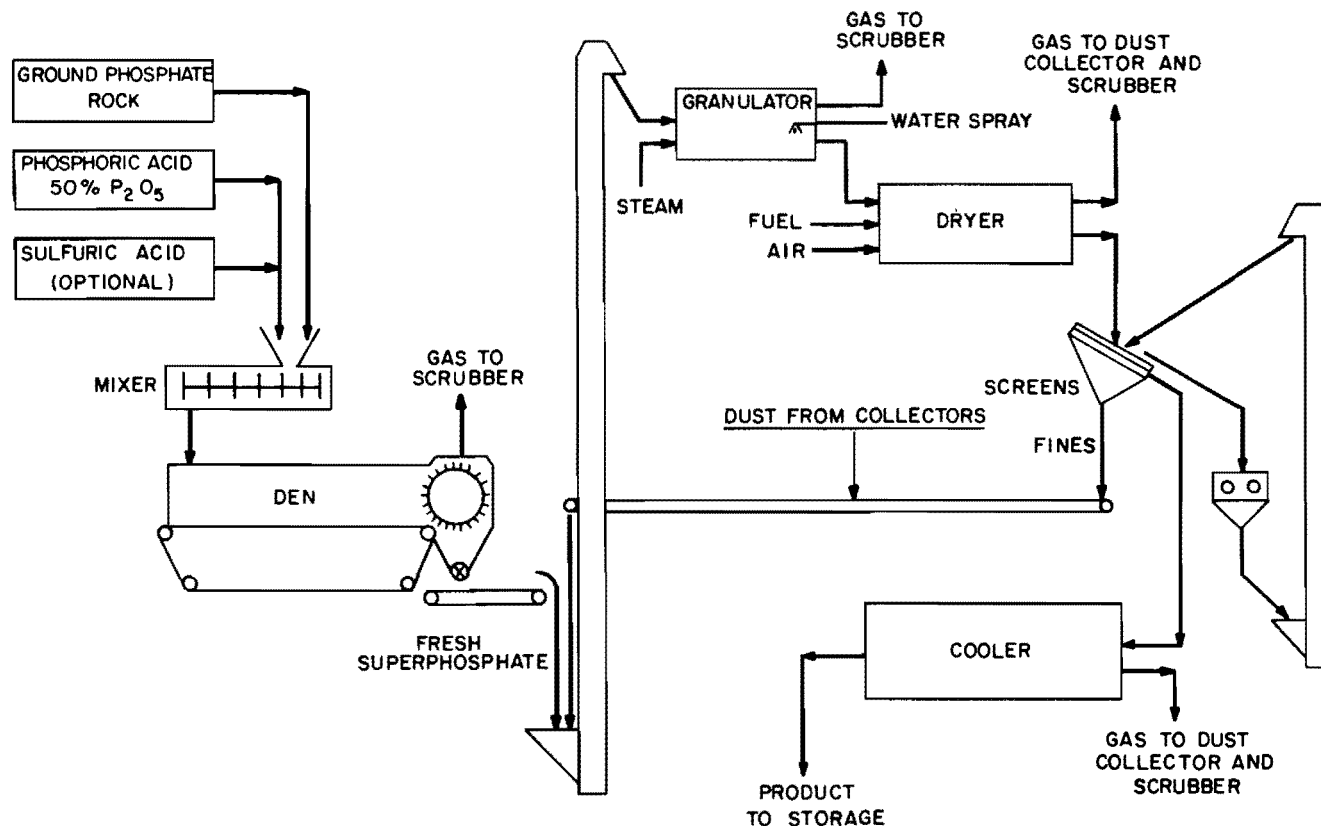 GROUND PHOSPHATE
ROCK
PHOSPHORIC ACID
50% P2O5
SULFURIC ACID
(OPTIONAL)
MIXER
DEN
GAS TO
SCRUBBER
FRESH
SUPERPHOSPHATE
GAS TO
SCRUBBER
GRANULATOR
WATER SPRAY
STEAM
GAS TO DUST
COLLECTOR AND
SCRUBBER
FUEL
AIR
DRYER
SCREENS
FINES
DUST FROM COLLECTORS
COOLER
PRODUCT
TO STORAGE
GAS TO DUST
COLLECTOR AND
SCRUBBER